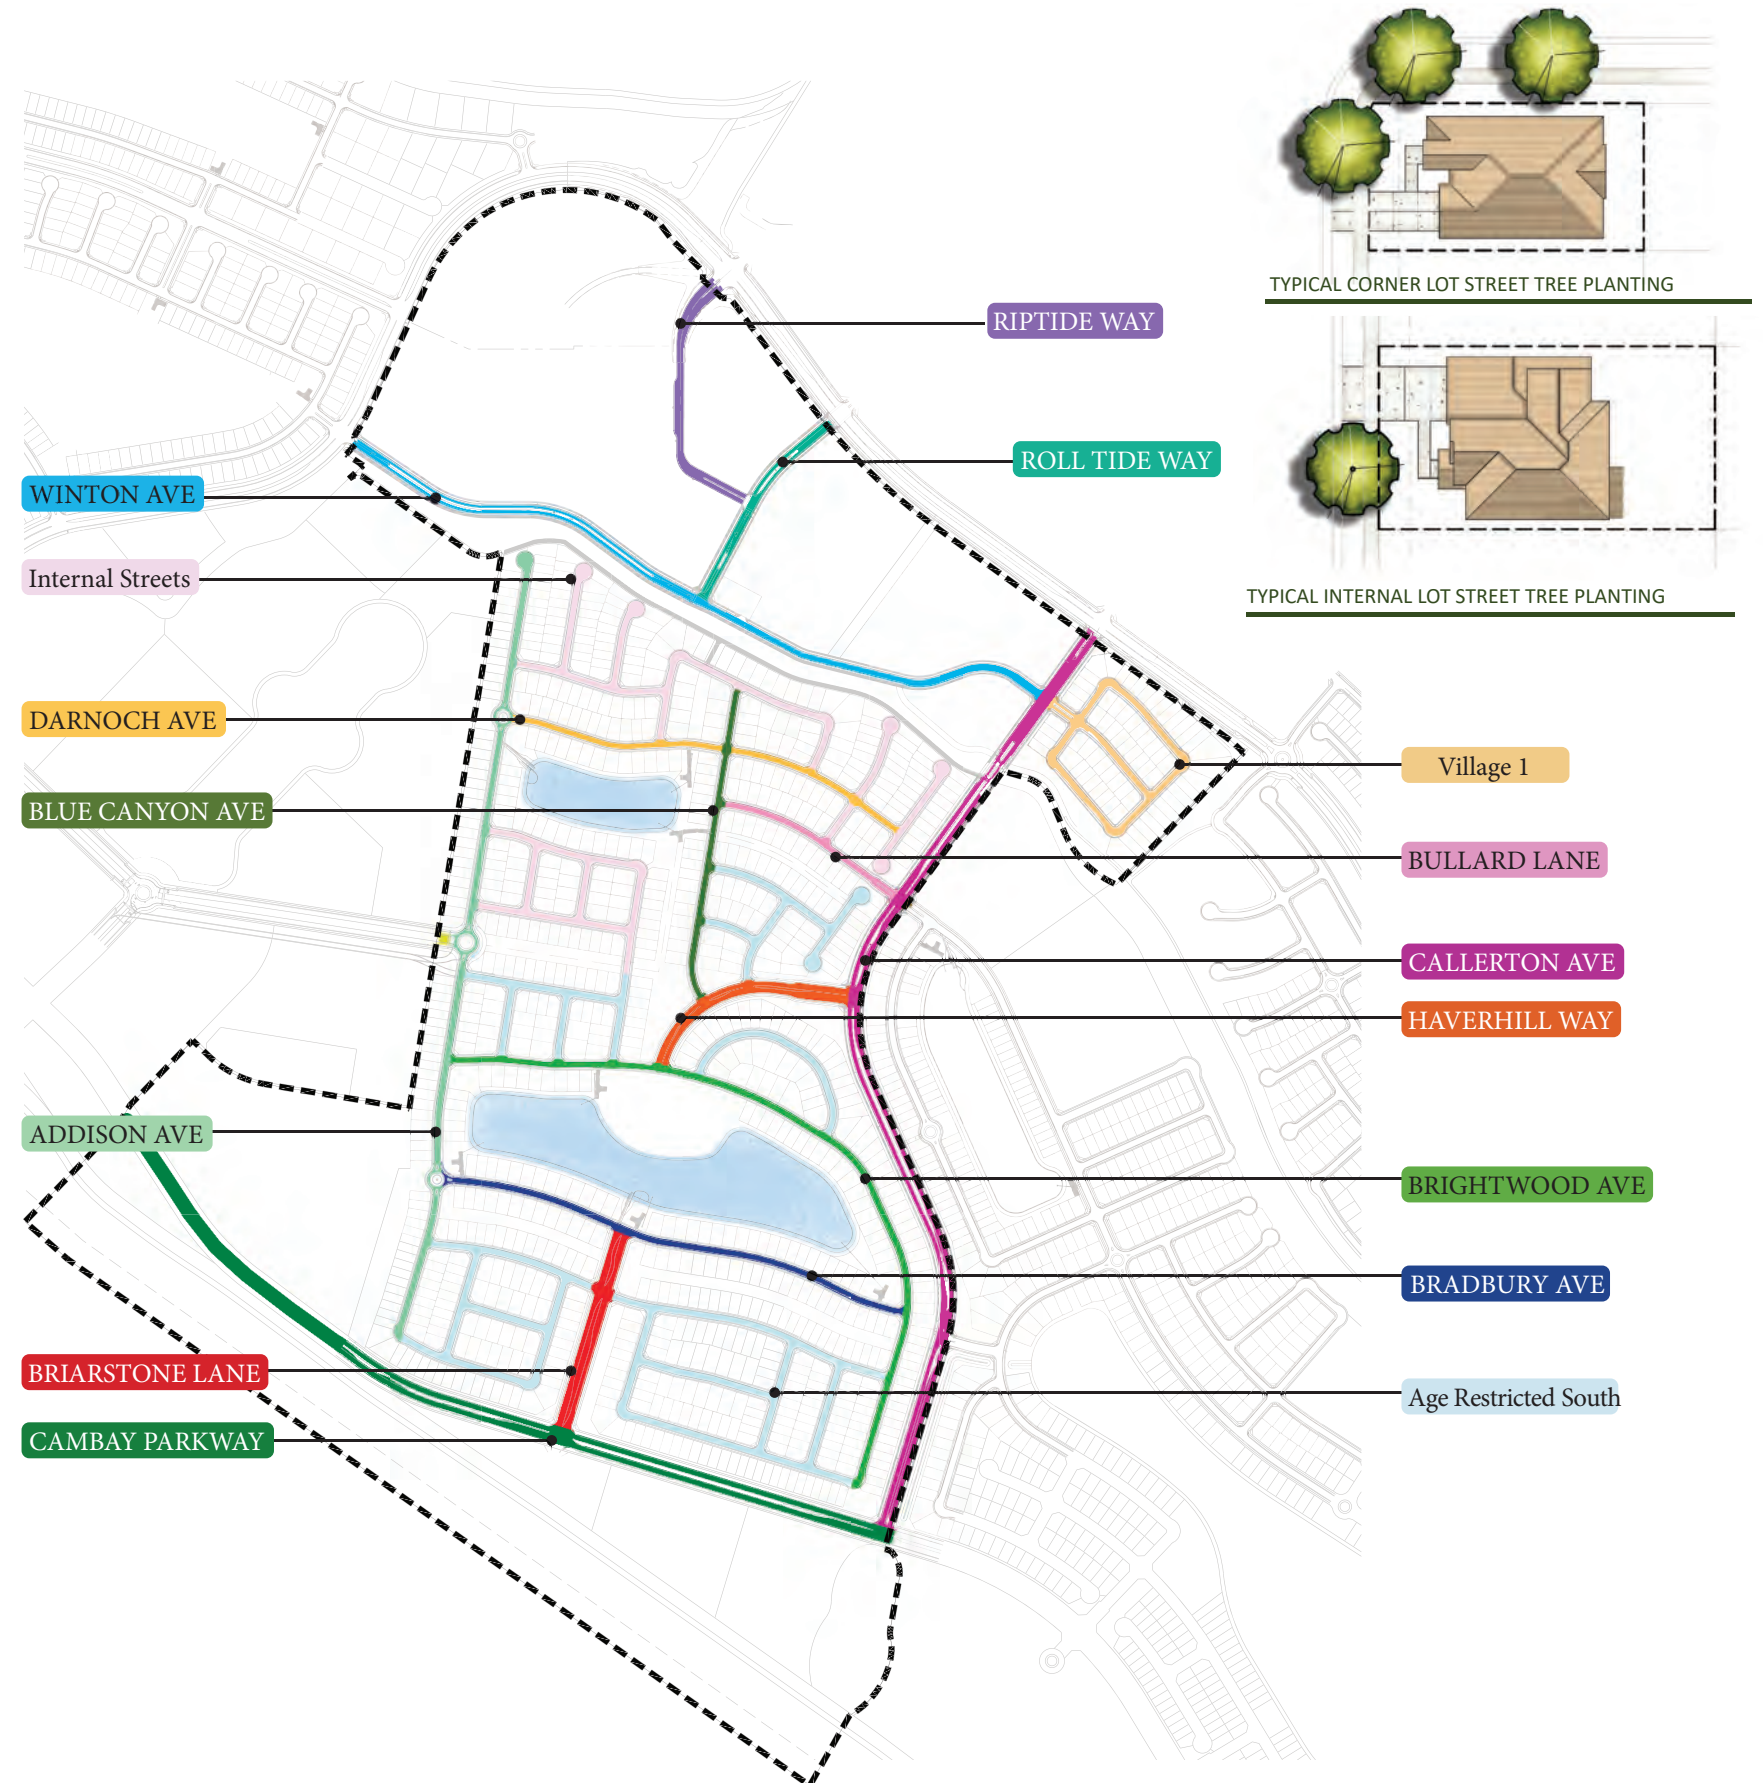 TYPICAL CORNER LOT STREET TREE PLANTING
RIPTIDE WAY
ROLL TIDE WAY
WINTON AVE
Internal Streets
TYPICAL INTERNAL LOT STREET TREE PLANTING
DARNOCH AVE
Village 1
BLUE CANYON AVE
BULLARD LANE
CALLERTON AVE
HAVERHILL WAY
ADDISON AVE
BRIGHTWOOD AVE
BRADBURY AVE
BRIARSTONE LANE
Age Restricted South
CAMBAY PARKWAY